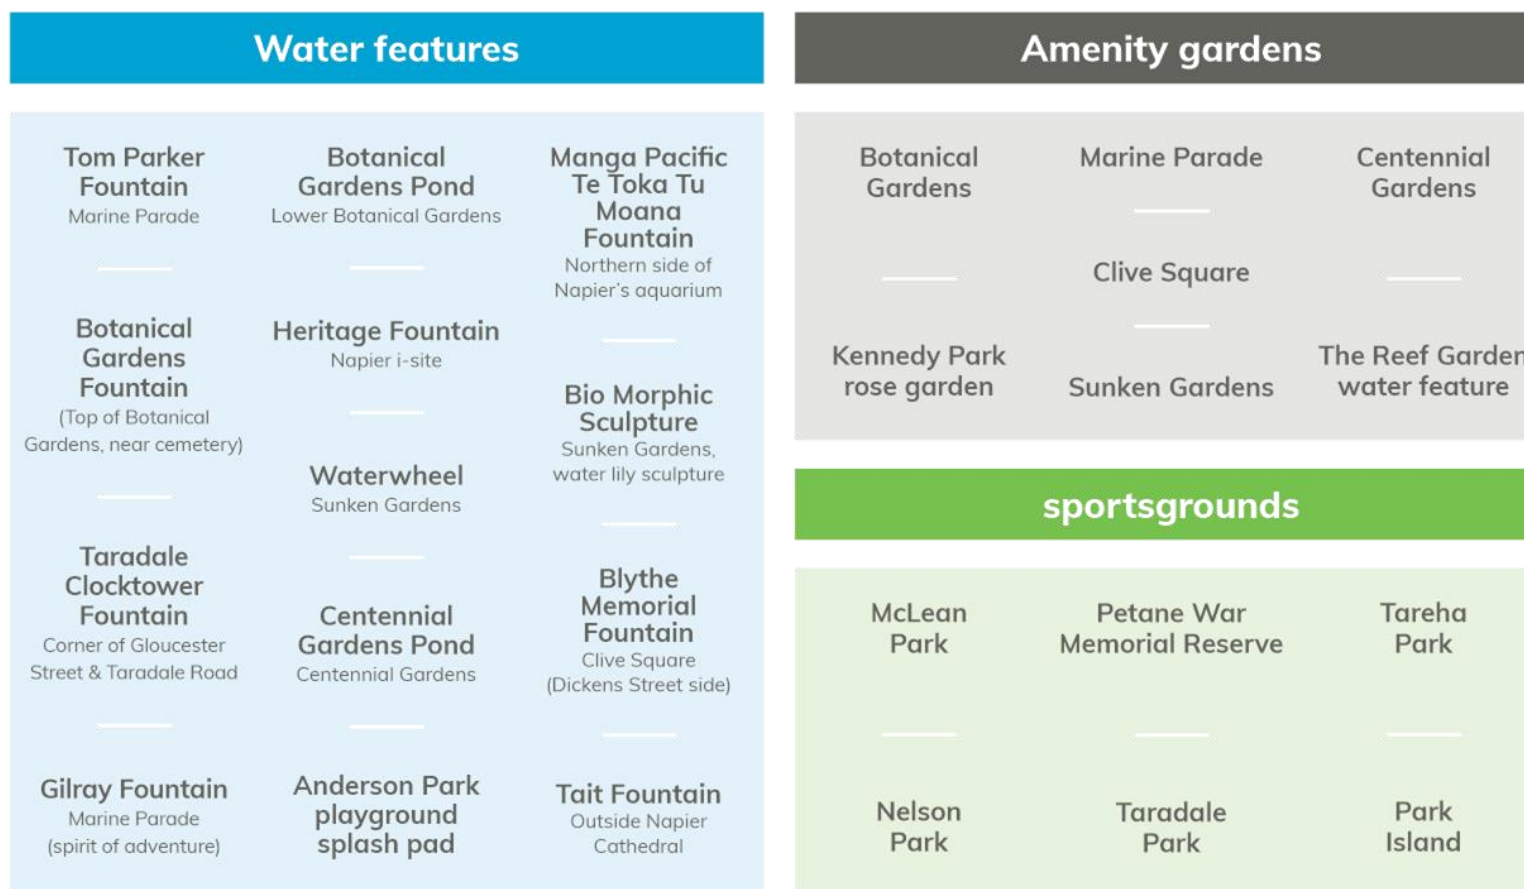 Water features
Tom Parker
Fountain
Marine Parade
Botanical
Gardens
Fountain
(Top of Botanical
Gardens, near cemetery)
Taradale
Clocktower
Fountain
Corner of Gloucester
Street & Taradale Road
Gilray Fountain
Marine Parade
(spirit of adventure)
Botanical
Gardens Pond
Lower Botanical Gardens
Heritage Fountain
Napier i-site
Waterwheel
Sunken Gardens
Centennial
Gardens Pond
Centennial Gardens
Anderson Park
playground
splash pad
Manga Pacific
Te Toka Tu
Moana
Fountain
Northern side of
Napier's aquarium
Bio Morphic
Sculpture
Sunken Gardens,
water lily sculpture
Blythe
Memorial
Fountain
Clive Square
(Dickens Street side)
Tait Fountain
Outside Napier
Cathedral
Amenity gardens
Botanical
Gardens
Kennedy Park
rose garden
Marine Parade
Clive Square
Sunken Gardens
Centennial
Gardens
The Reef Garden
water feature
sportsgrounds
McLean
Park
Nelson
Park
Petane War
Memorial Reserve
Taradale
Park
Tareha
Park
Park
Island